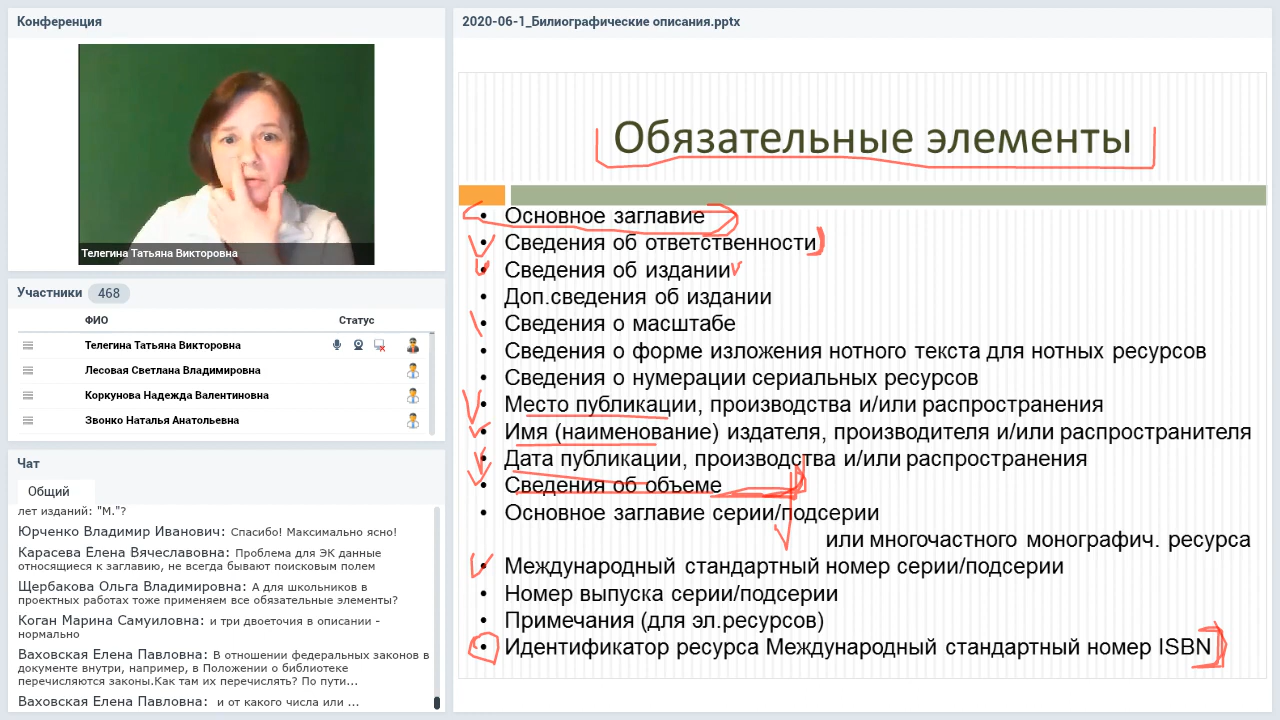 Конференция
Телегина Татьяна Викторовна
Участники 468
ФИО Статус
Телегина Татьяна Викторовна
Лесовая Светлана Владимировна
Коркунова Надежда Валентиновна
Звонко Наталья Анатольевна
Чат
Общий
лет изданий: "М."?
Юрченко Владимир Иванович: Спасибо! Максимально ясно!
Карасева Елена Вячеславовна: Проблема для ЭК данные
относящиеся к заглавию, не всегда бывают поисковым полем
Щербакова Ольга Владимировна: А для школьников в
проектных работах тоже применяем все обязательные элементы?
Коган Марина Самуиловна: и три двоеточия в описании -
нормально
Ваховская Елена Павловна: В отношении федеральных законов в
документе внутри, например, в Положении о библиотеке
перечисляются законы.Как там их перечислять? По пути...
Ваховская Елена Павловна: и от какого числа или ...
2020-06-1_Билиографические описания.pptx
Обязательные элементы
• Основное заглавие
• Сведения об ответственности
• Сведения об издании
• Доп.сведения об издании
• Сведения о масштабе
• Сведения о форме изложения нотного текста для нотных ресурсов
• Сведения о нумерации сериальных ресурсов
• Место публикации, производства и/или распространения
• Имя (наименование) издателя, производителя и/или распространителя
• Дата публикации, производства и/или распространения
• Сведения об объеме
• Основное заглавие серии/подсерии
или многочастного монографич. ресурса
• Международный стандартный номер серии/подсерии
• Номер выпуска серии/подсерии
• Примечания (для эл.ресурсов)
• Идентификатор ресурса Международный стандартный номер ISBN